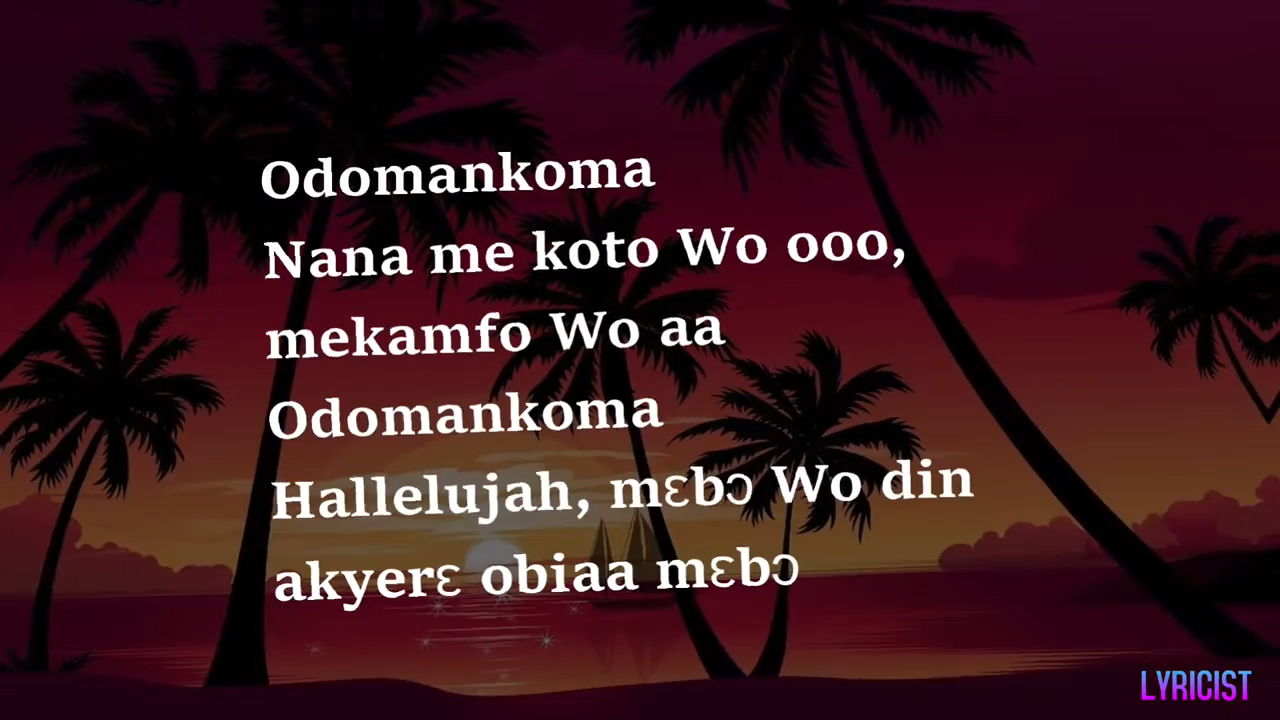 Odomankoma
Nana me koto Wo ooo,
mekamfo Wo aa
Odomankoma
Hallelujah, mɛbɔ Wo din
akyerɛ obiaa mɛbɔ
LYRICIST